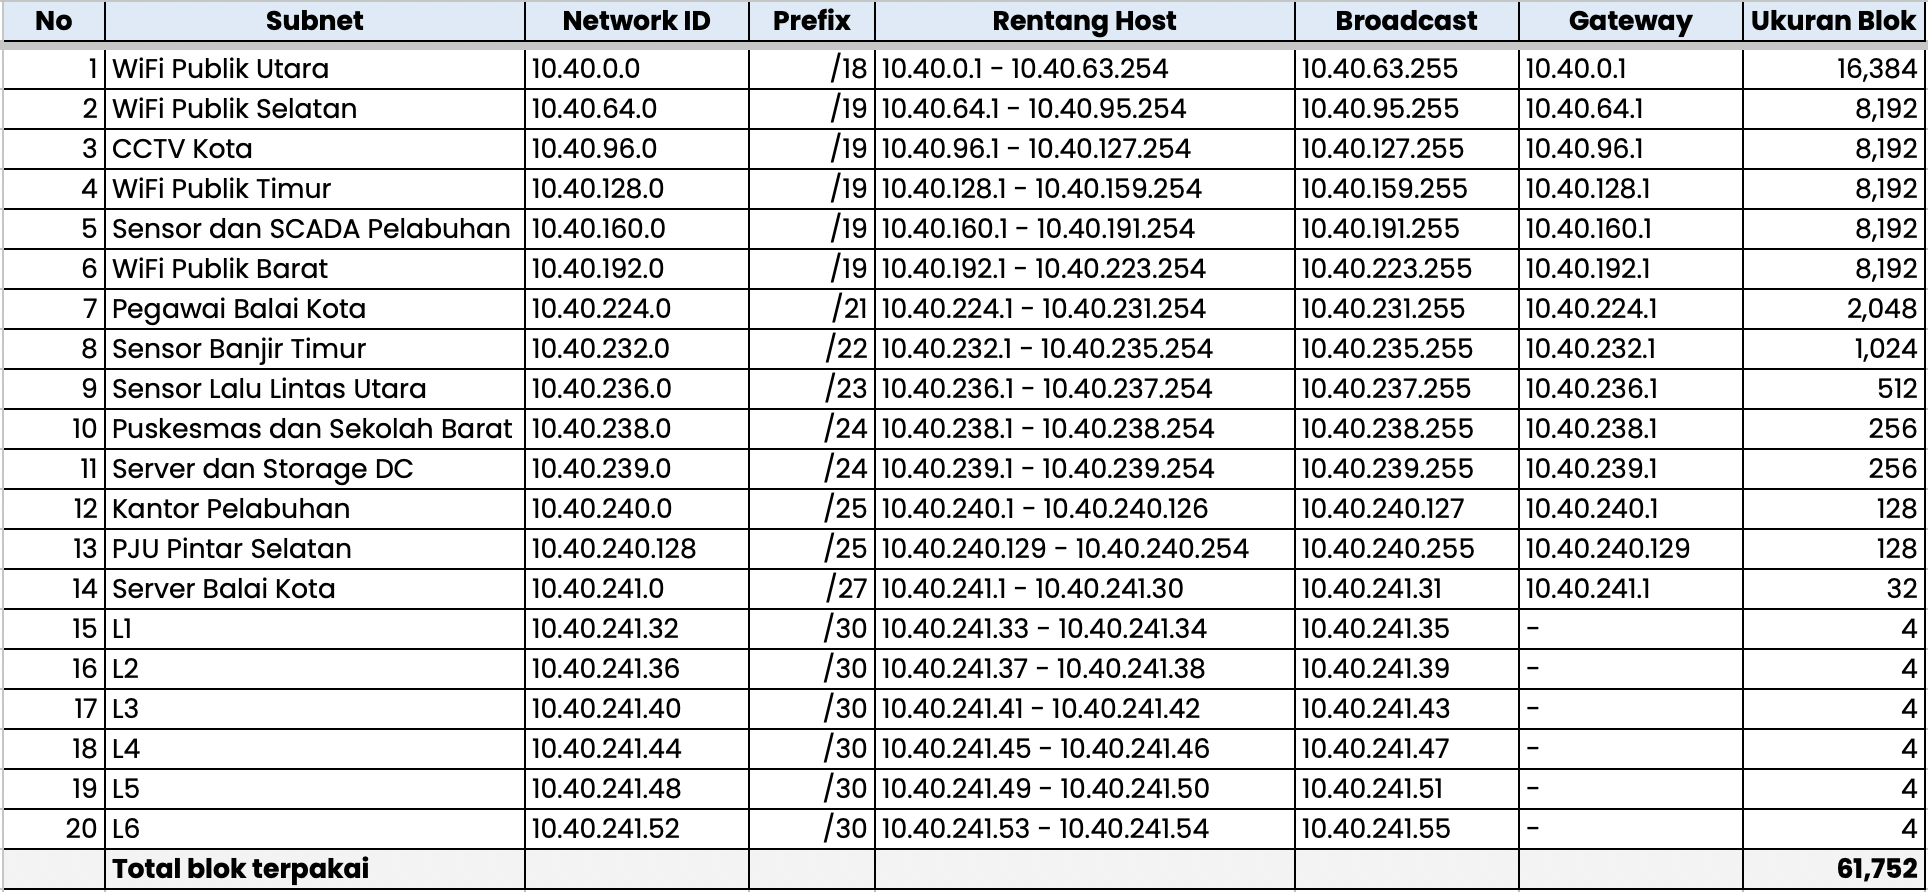 No Subnet Network ID Prefix Rentang Host Broadcast Gateway Ukuran Blok
1 WiFi Publik Utara 10.40.0.0 /18 10.40.0.1 - 10.40.63.254 10.40.63.255 10.40.0.1 16,384
2 WiFi Publik Selatan 10.40.64.0 /19 10.40.64.1 - 10.40.95.254 10.40.95.255 10.40.64.1 8,192
3 CCTV Kota 10.40.96.0 /19 10.40.96.1 - 10.40.127.254 10.40.127.255 10.40.96.1 8,192
4 WiFi Publik Timur 10.40.128.0 /19 10.40.128.1 - 10.40.159.254 10.40.159.255 10.40.128.1 8,192
5 Sensor dan SCADA Pelabuhan 10.40.160.0 /19 10.40.160.1 - 10.40.191.254 10.40.191.255 10.40.160.1 8,192
6 WiFi Publik Barat 10.40.192.0 /19 10.40.192.1 - 10.40.223.254 10.40.223.255 10.40.192.1 8,192
7 Pegawai Balai Kota 10.40.224.0 /21 10.40.224.1 - 10.40.231.254 10.40.231.255 10.40.224.1 2,048
8 Sensor Banjir Timur 10.40.232.0 /22 10.40.232.1 - 10.40.235.254 10.40.235.255 10.40.232.1 1,024
9 Sensor Lalu Lintas Utara 10.40.236.0 /23 10.40.236.1 - 10.40.237.254 10.40.237.255 10.40.236.1 512
10 Puskesmas dan Sekolah Barat 10.40.238.0 /24 10.40.238.1 - 10.40.238.254 10.40.238.255 10.40.238.1 256
11 Server dan Storage DC 10.40.239.0 /24 10.40.239.1 - 10.40.239.254 10.40.239.255 10.40.239.1 256
12 Kantor Pelabuhan 10.40.240.0 /25 10.40.240.1 - 10.40.240.126 10.40.240.127 10.40.240.1 128
13 PJU Pintar Selatan 10.40.240.128 /25 10.40.240.129 - 10.40.240.254 10.40.240.255 10.40.240.129 128
14 Server Balai Kota 10.40.241.0 /27 10.40.241.1 - 10.40.241.30 10.40.241.31 10.40.241.1 32
15 L1 10.40.241.32 /30 10.40.241.33 - 10.40.241.34 10.40.241.35 - 4
16 L2 10.40.241.36 /30 10.40.241.37 - 10.40.241.38 10.40.241.39 - 4
17 L3 10.40.241.40 /30 10.40.241.41 - 10.40.241.42 10.40.241.43 - 4
18 L4 10.40.241.44 /30 10.40.241.45 - 10.40.241.46 10.40.241.47 - 4
19 L5 10.40.241.48 /30 10.40.241.49 - 10.40.241.50 10.40.241.51 - 4
20 L6 10.40.241.52 /30 10.40.241.53 - 10.40.241.54 10.40.241.55 - 4
Total blok terpakai 61,752